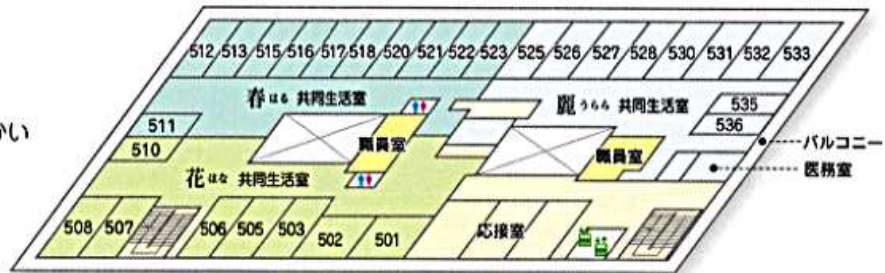 512 513 515 516 517 518 520 521 522 523 525 526 527 528 530 531 532 533
春はる 共同生活室
麗うらら 共同生活室
535
536
かい
511
510
職員室
職員室
バルコニー
医務室
花はな 共同生活室
508 507 506 505 503 502 501
応接室